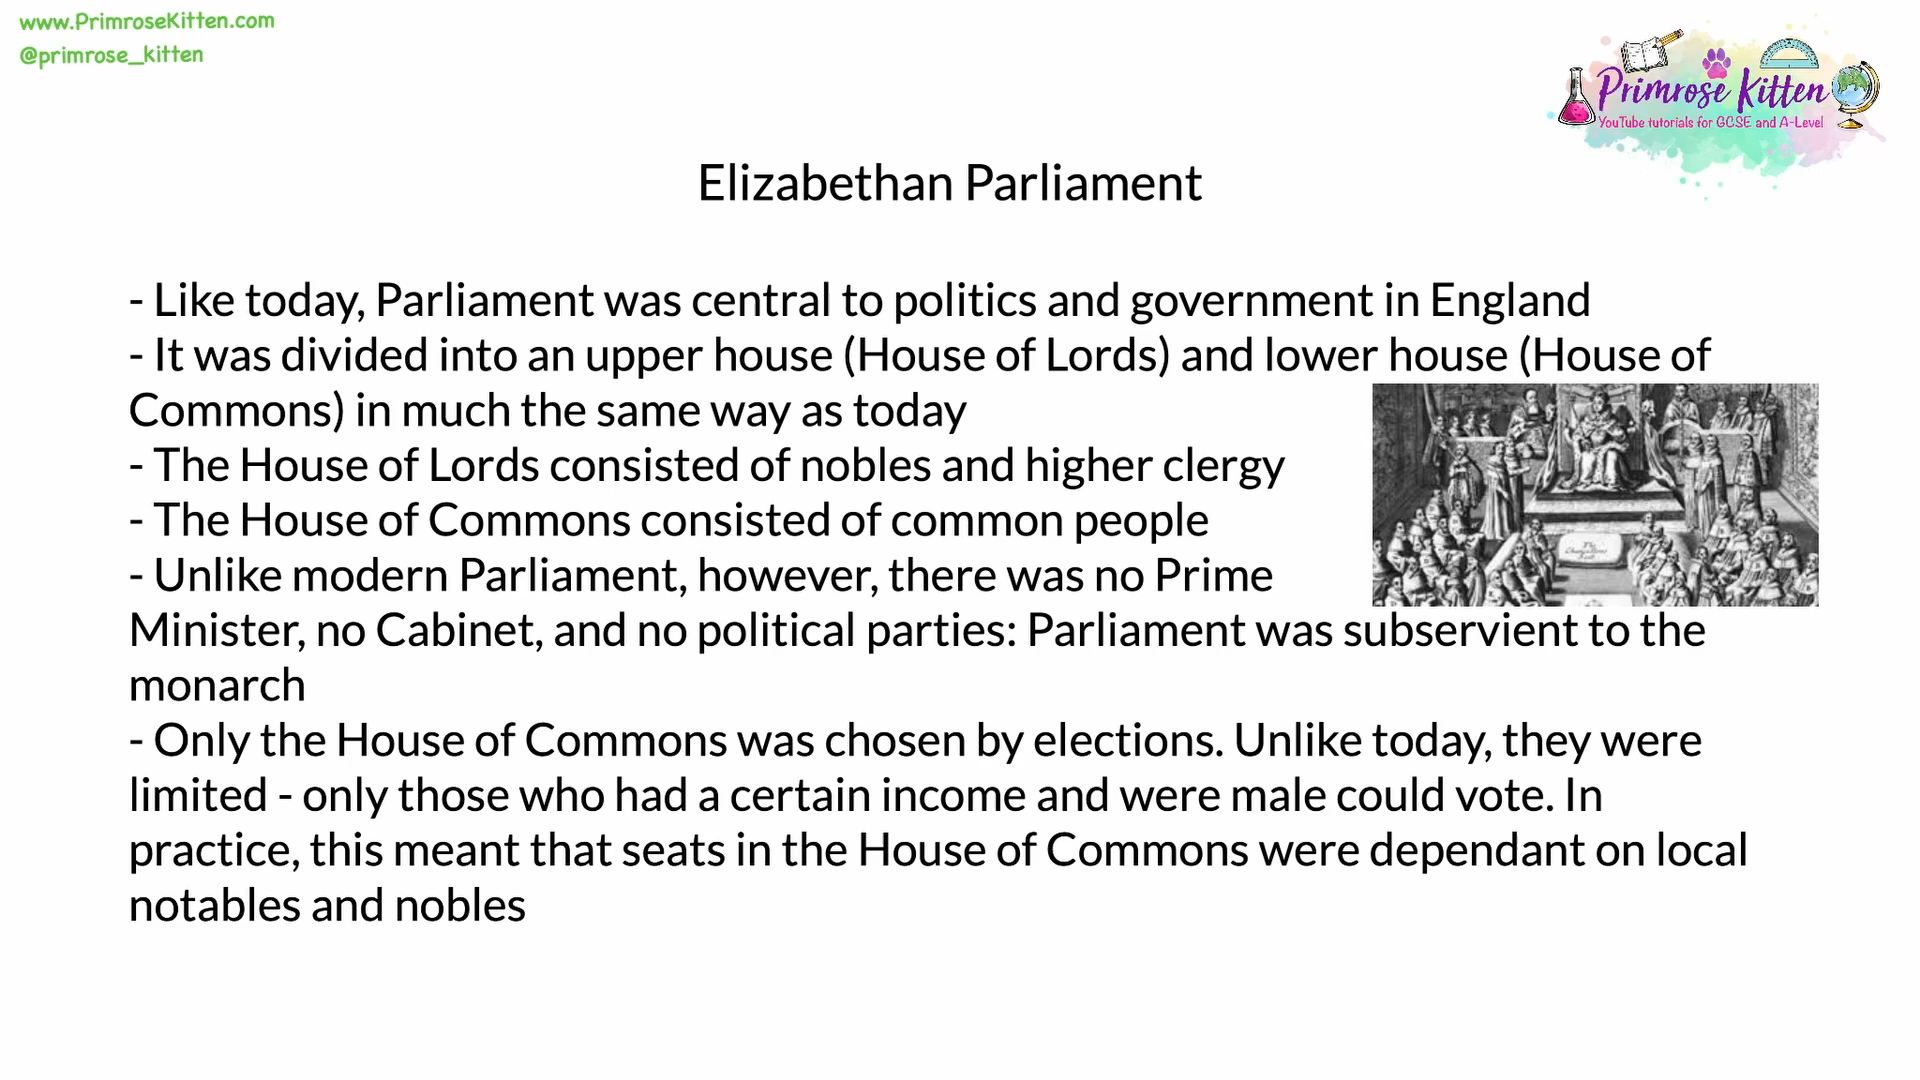 www.PrimroseKitten.com
@primrose_kitten
Primrose Kitten
YouTube tutorials for GCSE and A-Level
Elizabethan Parliament
- Like today, Parliament was central to politics and government in England
- It was divided into an upper house (House of Lords) and lower house (House of
Commons) in much the same way as today
- The House of Lords consisted of nobles and higher clergy
- The House of Commons consisted of common people
- Unlike modern Parliament, however, there was no Prime
Minister, no Cabinet, and no political parties: Parliament was subservient to the
monarch
- Only the House of Commons was chosen by elections. Unlike today, they were
limited - only those who had a certain income and were male could vote. In
practice, this meant that seats in the House of Commons were dependant on local
notables and nobles